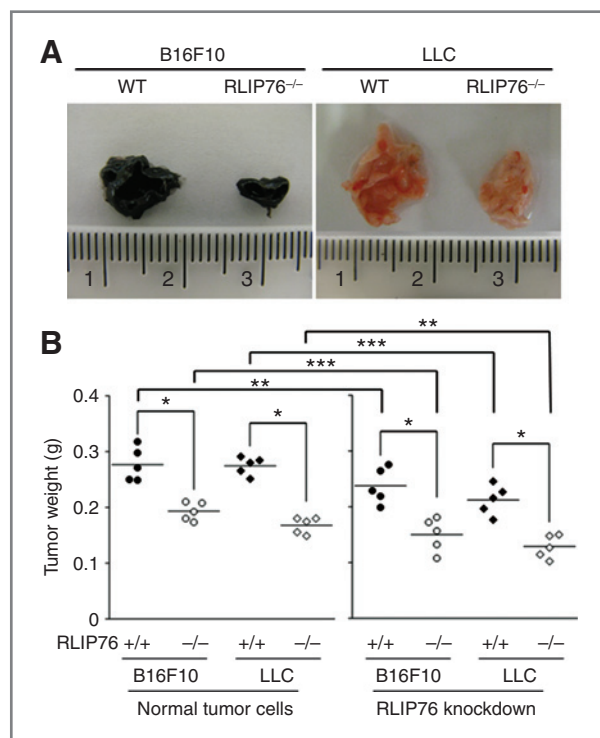 A
B16F10 LLC
WT RLIP76–/– WT RLIP76–/–
1 2 3 1 2 3
B
**
***
***
**
* * * *
0.4
0.3
0.2
0.1
0
Tumor weight (g)
RLIP76 +/+ –/– +/+ –/– +/+ –/– +/+ –/–
B16F10 LLC B16F10 LLC
Normal tumor cells RLIP76 knockdown